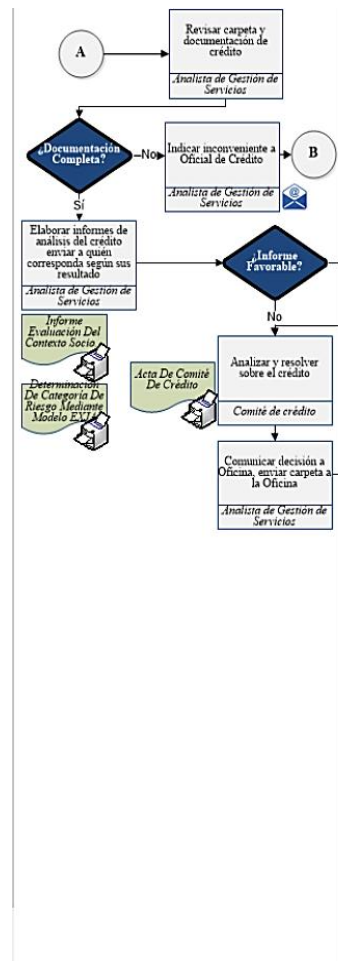 A
Revisar carpeta y
documentación de
crédito
Analista de Gestión de
Servicios
¿Documentación
Completa?
No
Indicar inconveniente a
Oficial de Crédito
Analista de Gestión de
Servicios
B
Sí
Elaborar informes de
análisis del crédito
enviar a quién
corresponda según sus
resultado
Analista de Gestión de
Servicios
¿Informe
Favorable?
No
Informe
Evaluación Del
Contexto Socio
Determinación
De Categoría De
Riesgo Mediante
Modelo
Acta De Comité
De Crédito
Analizar y resolver
sobre el crédito
Comité de crédito
Comunicar decisión a
Oficina, enviar carpeta a
la Oficina
Analista de Gestión de
Servicios